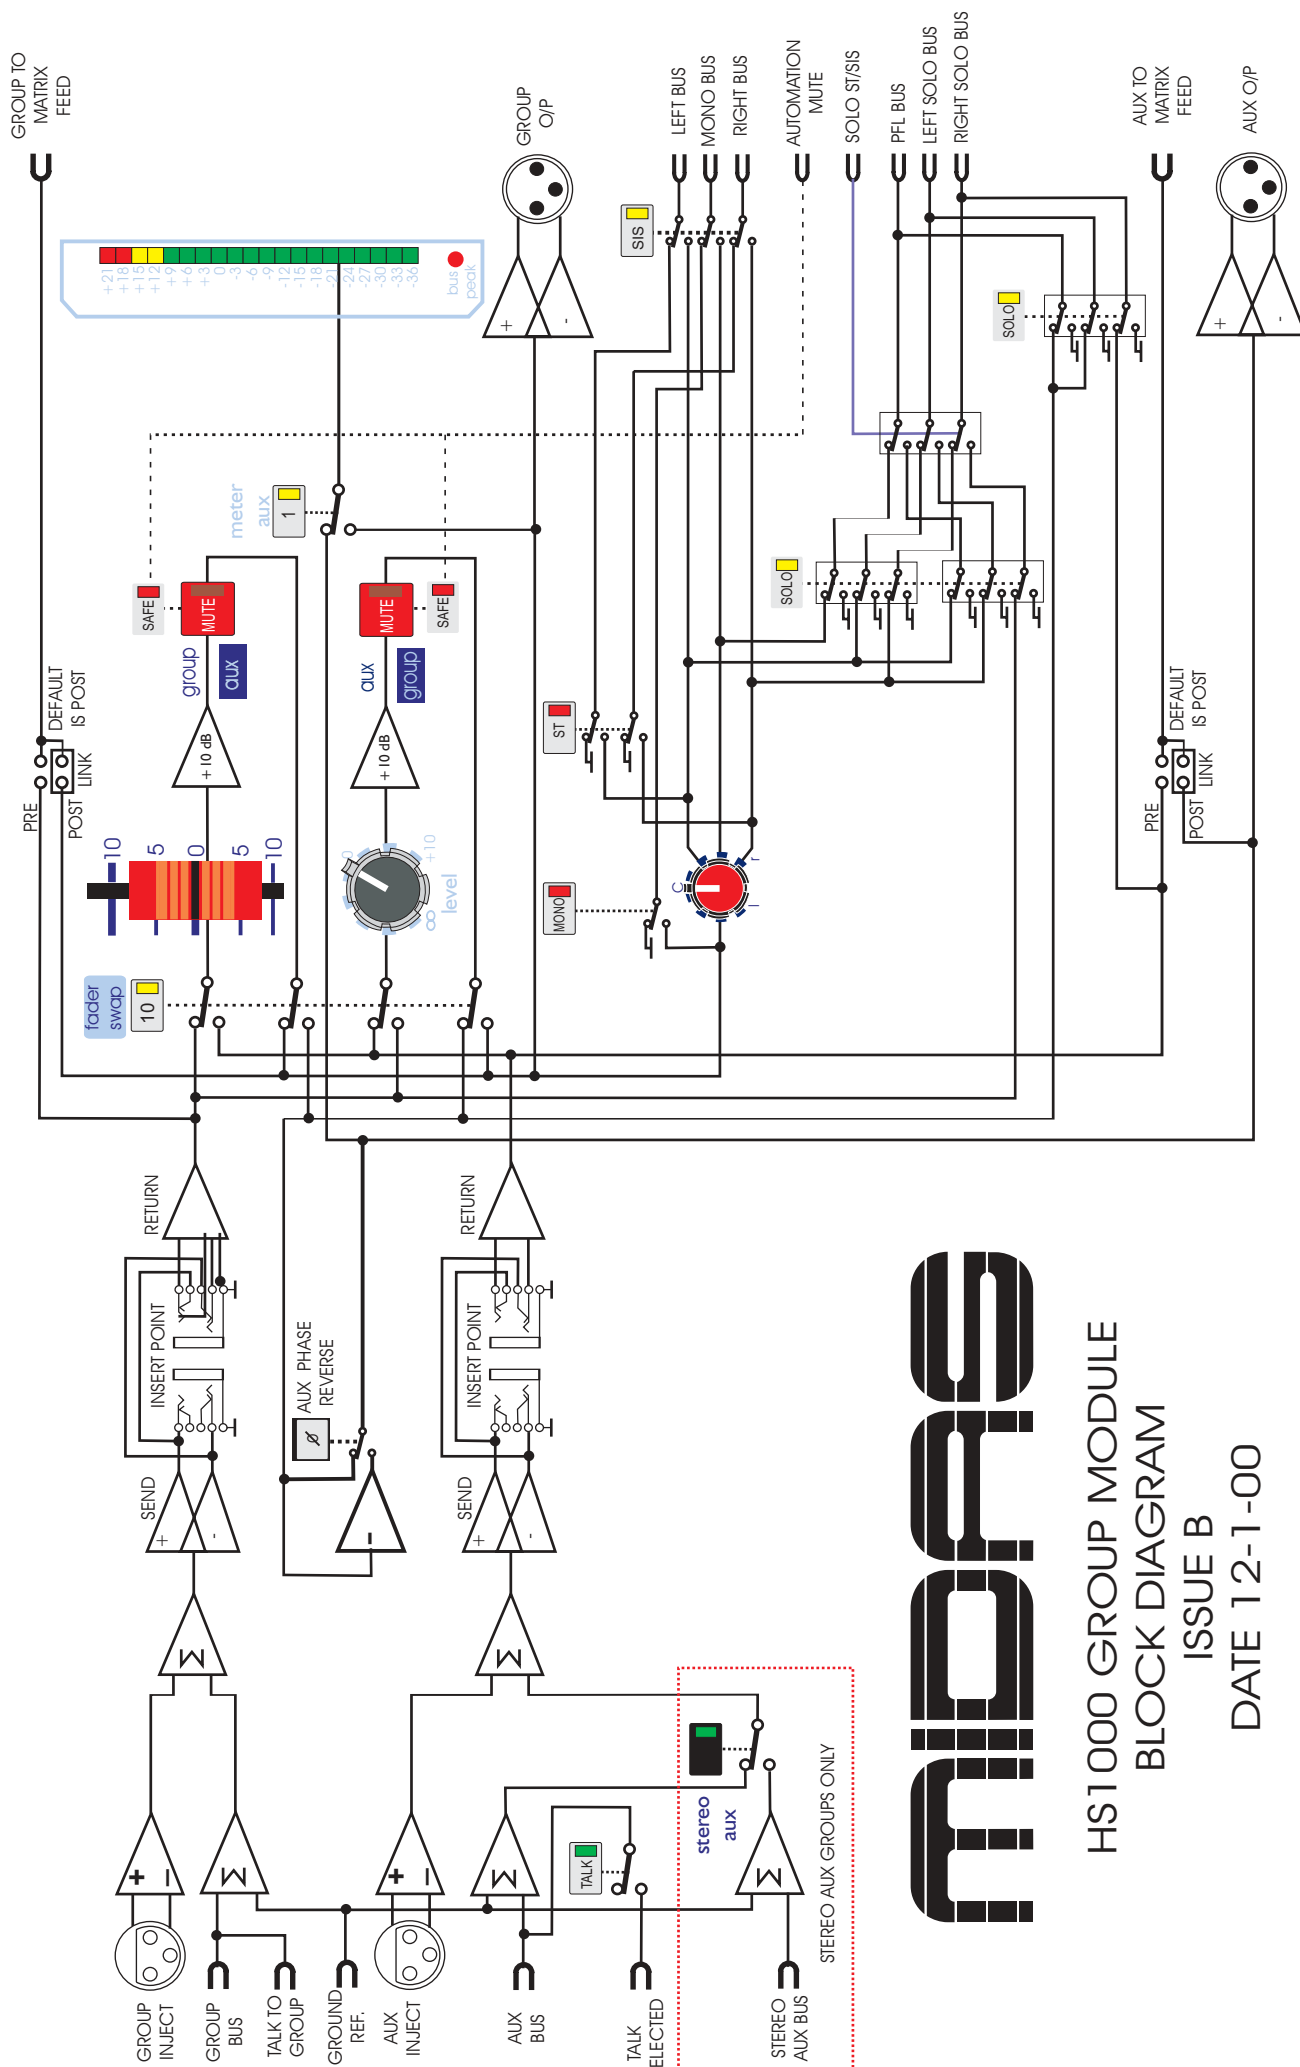 GROUP TO
MATRIX
FEED
+21
+18
+15
+12
+9
+6
+3
0
-3
-6
-9
-12
-15
-18
-21
-24
-27
-30
-33
-36
bus
peak
GROUP
O/P
LEFT BUS
MONO BUS
RIGHT BUS
AUTOMATION
MUTE
SOLO ST/SIS
PFL BUS
LEFT SOLO BUS
RIGHT SOLO BUS
AUX TO
MATRIX
FEED
AUX O/P
+
-
+
-
SIS
SOLO
meter
aux
1
SAFE
MUTE
MUTE
SAFE
SOLO
group
aux
aux
group
DEFAULT
IS POST
LINK
PRE
POST
+10 dB
+10 dB
ST
DEFAULT
IS POST
LINK
PRE
POST
10
5
0
5
10
0
+10
∞
level
MONO
C
l
r
fader
swap
10
RETURN
INSERT POINT
SEND
+
-
AUX PHASE
REVERSE
ø
-
RETURN
INSERT POINT
SEND
+
-
Σ
Σ
+
-
Σ
+
-
Σ
TALK
stereo
aux
Σ
STEREO AUX GROUPS ONLY
GROUP
INJECT
GROUP
BUS
TALK TO
GROUP
GROUND
REF.
AUX
INJECT
AUX
BUS
TALK
ELECTED
STEREO
AUX BUS
MiDAS
HS1000 GROUP MODULE
BLOCK DIAGRAM
ISSUE B
DATE 12-1-00